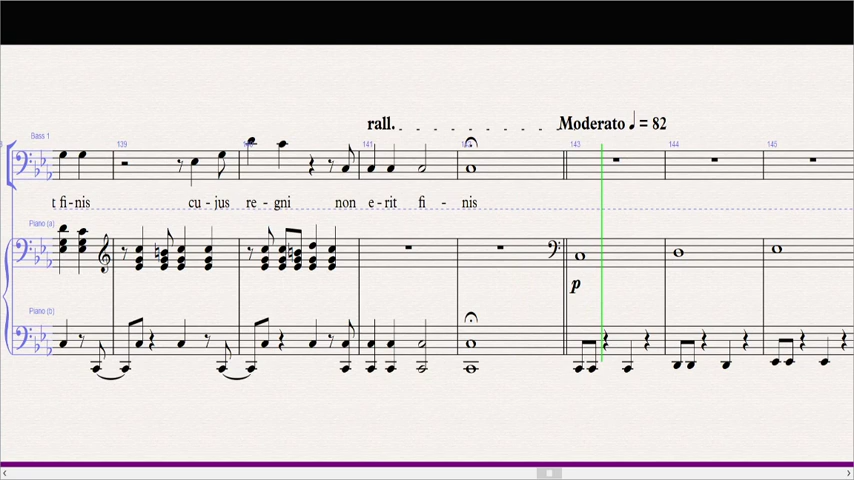 rall.
Moderato ♩ = 82
Bass 1
139
141
143
144
145
t fi-nis
cu-jus re-gni non e-rit fi-nis
Piano (a)
p
Piano (b)